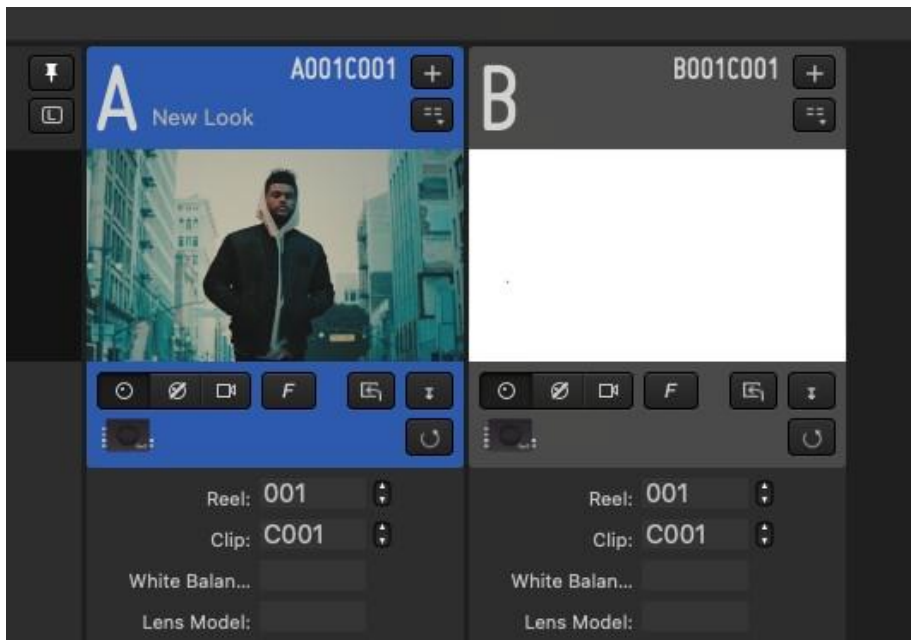 A
A001C001
New Look
B
B001C001
L
F
F
Reel: 001
Clip: C001
White Balan...
Lens Model:
Reel: 001
Clip: C001
White Balan...
Lens Model: